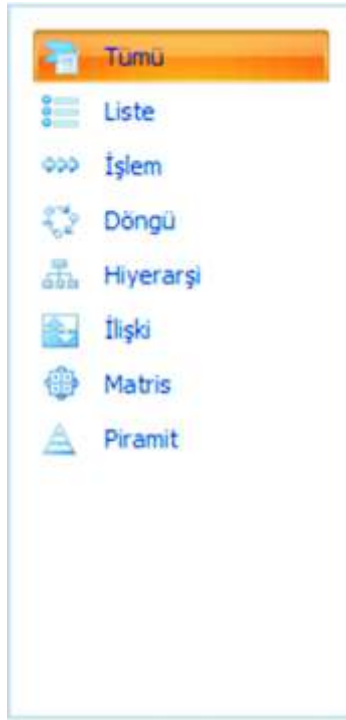 Tümü
Liste
İşlem
Döngü
Hiyerarşi
İlişki
Matris
Piramit